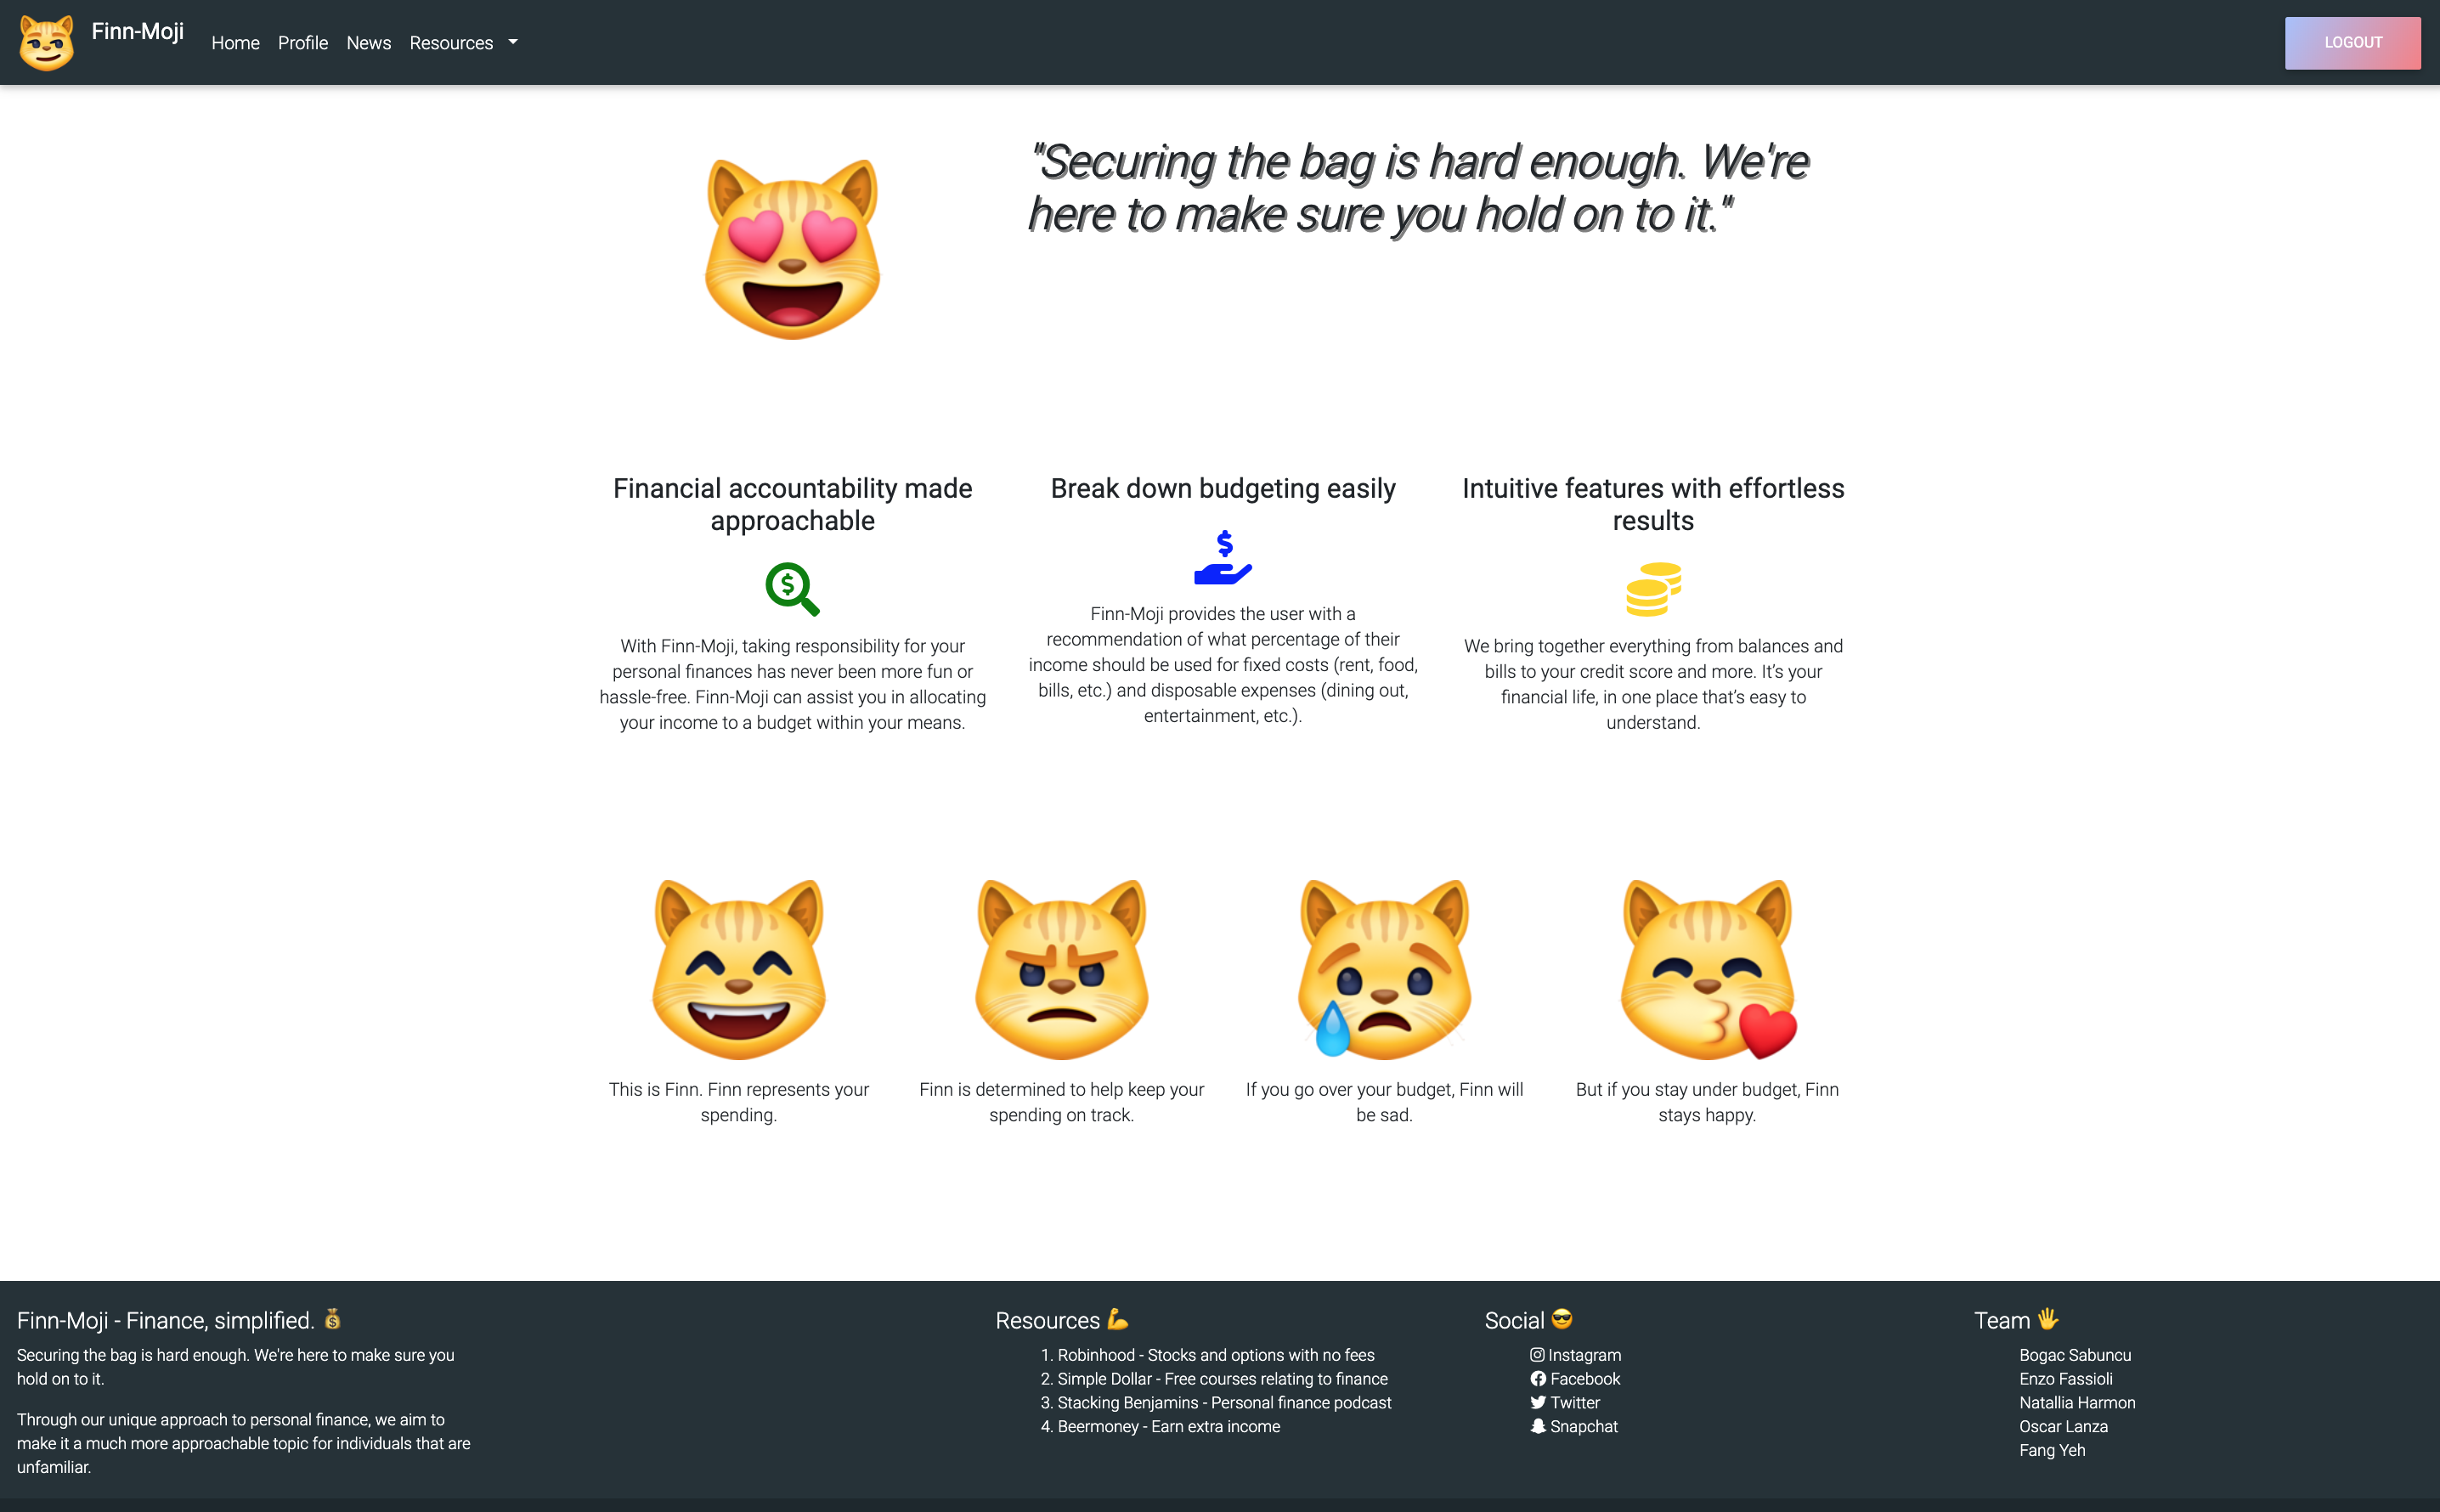 Finn-Moji
Home Profile News Resources
LOGOUT
"Securing the bag is hard enough. We're
here to make sure you hold on to it."
Financial accountability made
approachable
With Finn-Moji, taking responsibility for your
personal finances has never been more fun or
hassle-free. Finn-Moji can assist you in allocating
your income to a budget within your means.
Break down budgeting easily
Finn-Moji provides the user with a
recommendation of what percentage of their
income should be used for fixed costs (rent, food,
bills, etc.) and disposable expenses (dining out,
entertainment, etc.).
Intuitive features with effortless
results
We bring together everything from balances and
bills to your credit score and more. It’s your
financial life, in one place that’s easy to
understand.
This is Finn. Finn represents your
spending.
Finn is determined to help keep your
spending on track.
If you go over your budget, Finn will
be sad.
But if you stay under budget, Finn
stays happy.
Finn-Moji - Finance, simplified. 💰
Securing the bag is hard enough. We're here to make sure you
hold on to it.
Through our unique approach to personal finance, we aim to
make it a much more approachable topic for individuals that are
unfamiliar.
Resources 💪
1. Robinhood - Stocks and options with no fees
2. Simple Dollar - Free courses relating to finance
3. Stacking Benjamins - Personal finance podcast
4. Beermoney - Earn extra income
Social 😎
Instagram
Facebook
Twitter
Snapchat
Team 🖐
Bogac Sabuncu
Enzo Fassioli
Natallia Harmon
Oscar Lanza
Fang Yeh